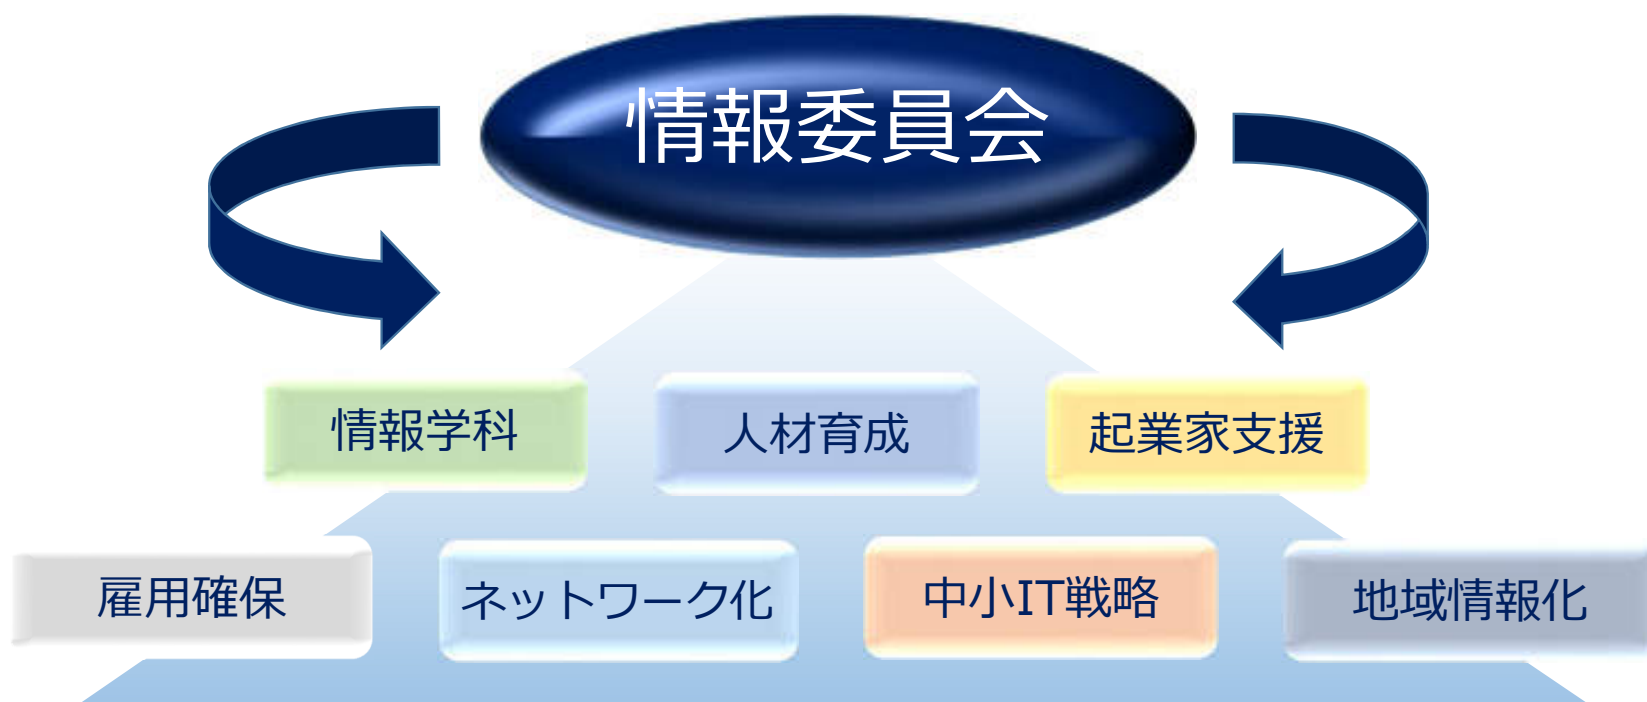 情報委員会
情報学科
人材育成
起業家支援
雇用確保
ネットワーク化
中小IT戦略
地域情報化